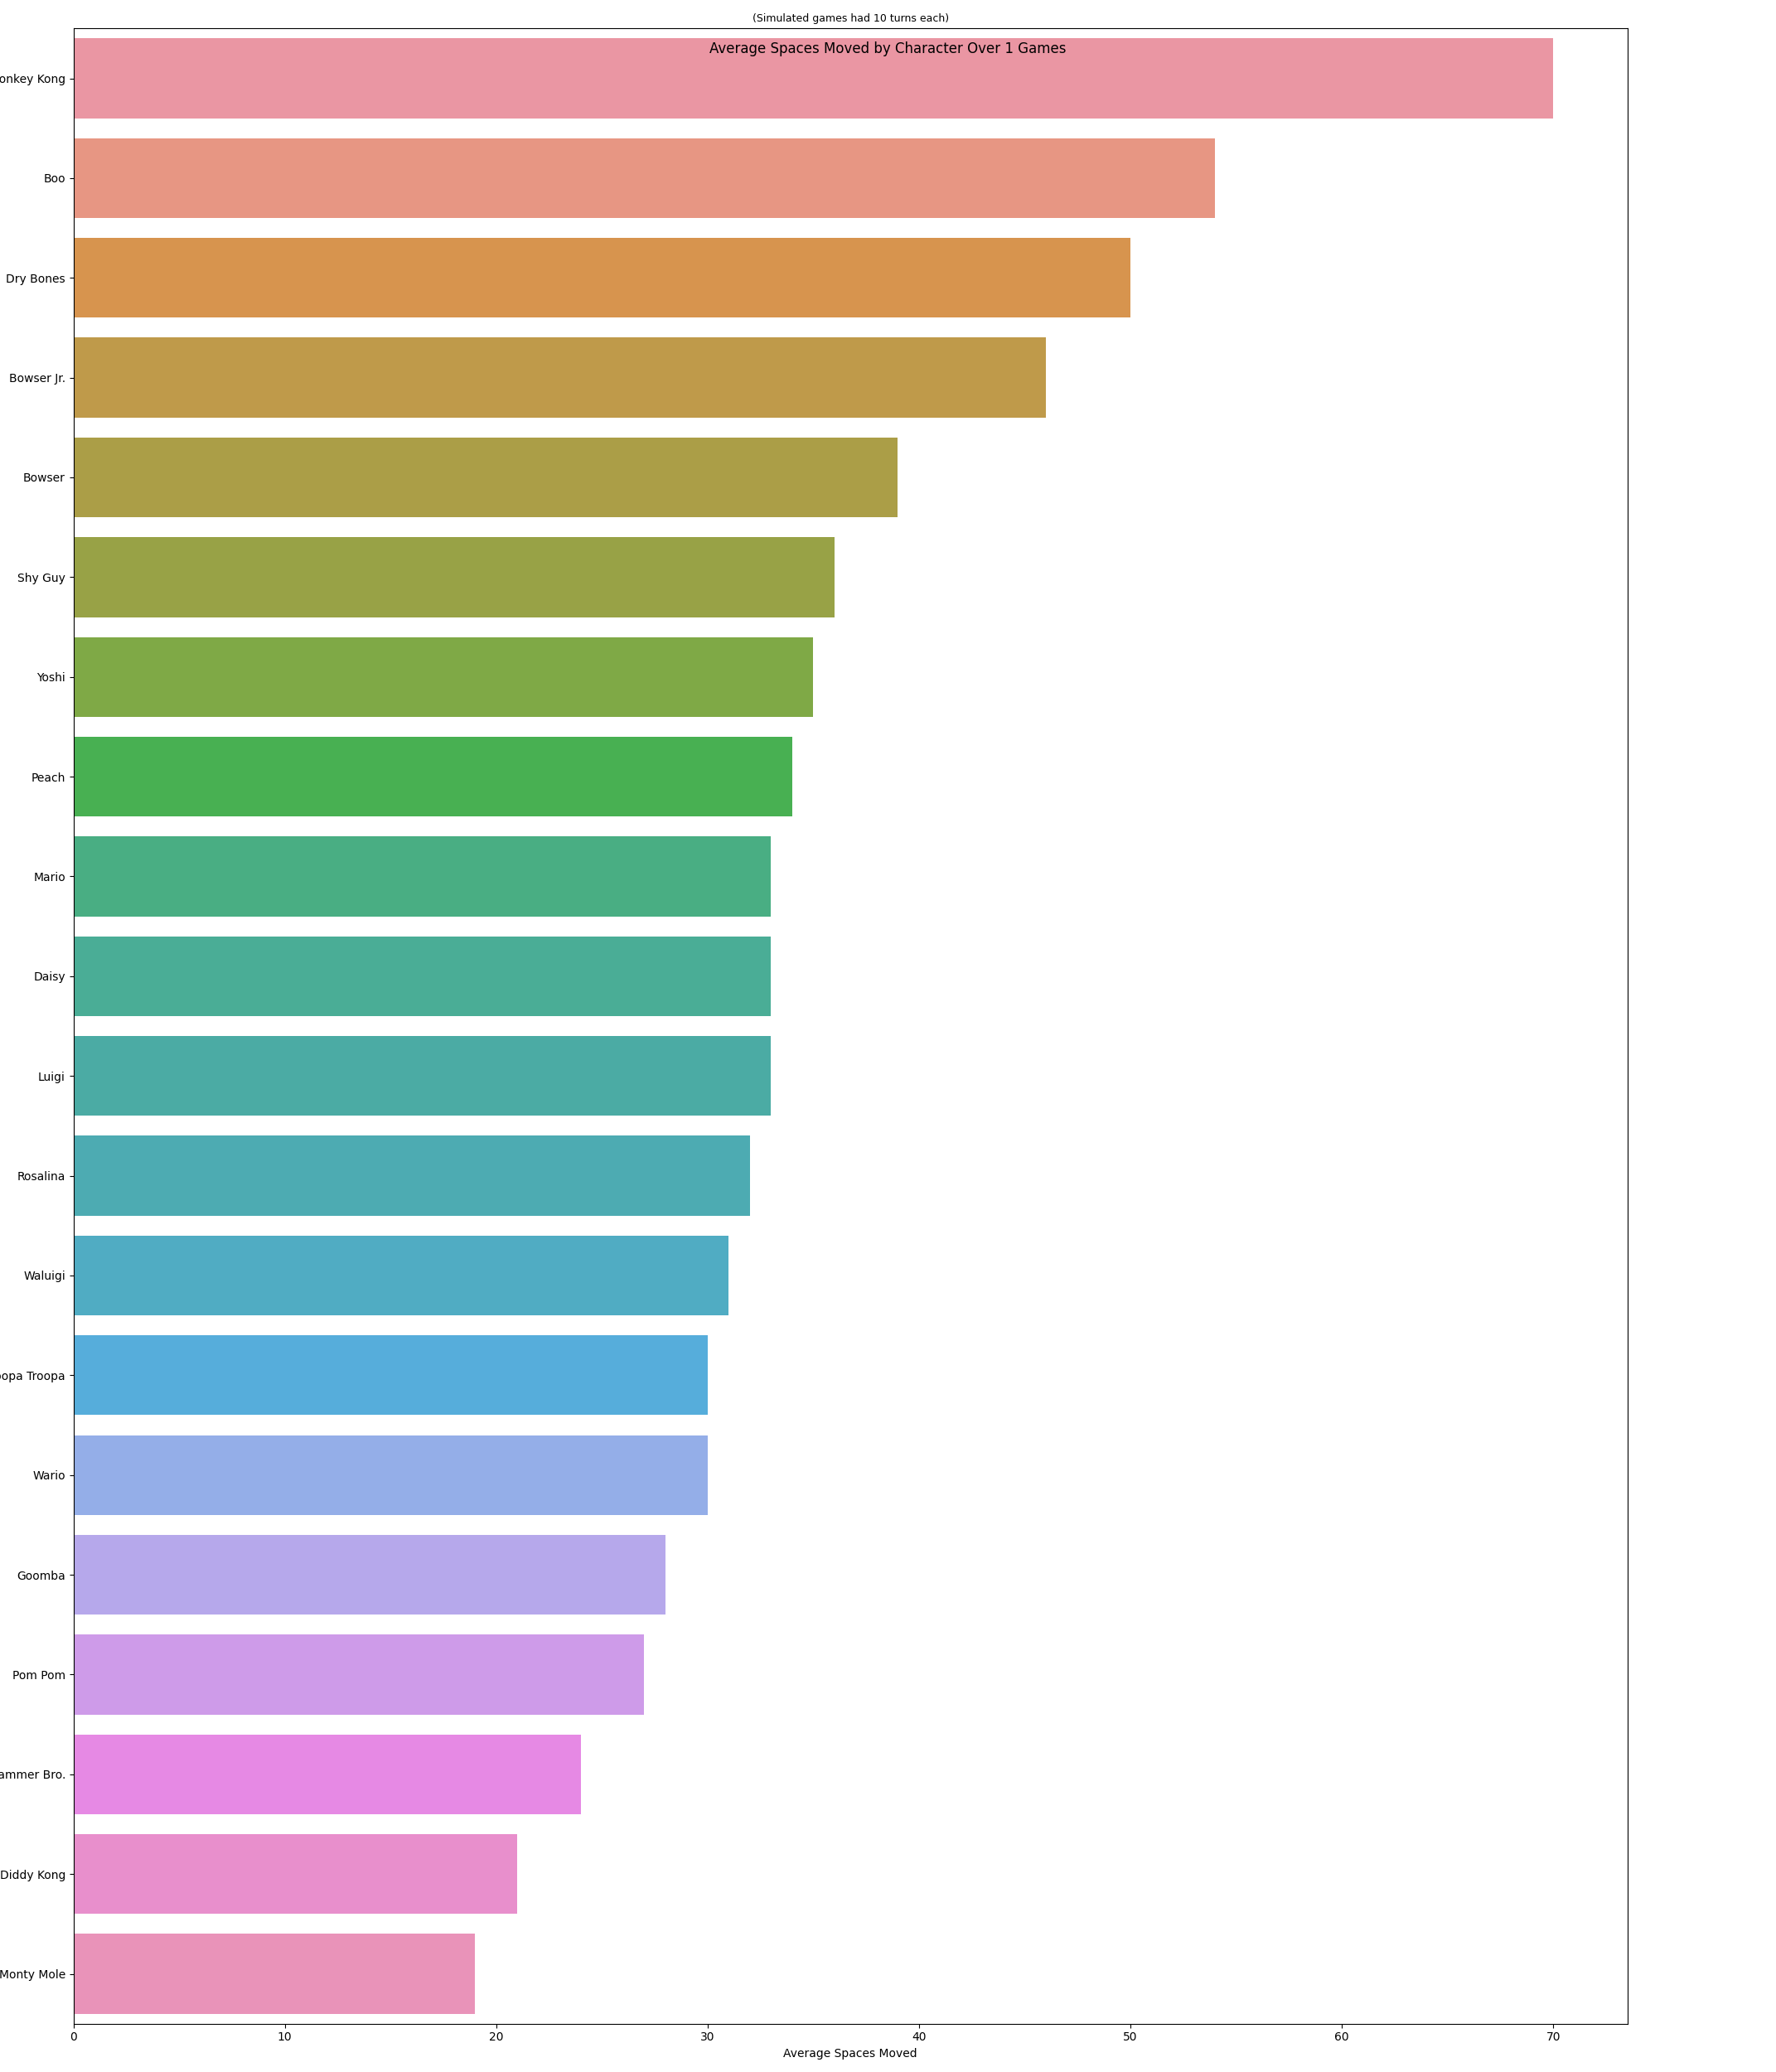 (Simulated games had 10 turns each)
Average Spaces Moved by Character Over 1 Games
onkey Kong
Boo
Dry Bones
Bowser Jr.
Bowser
Shy Guy
Yoshi
Peach
Mario
Daisy
Luigi
Rosalina
Waluigi
opa Troopa
Wario
Goomba
Pom Pom
ammer Bro.
Diddy Kong
Monty Mole
0 10 20 30 40 50 60 70
Average Spaces Moved